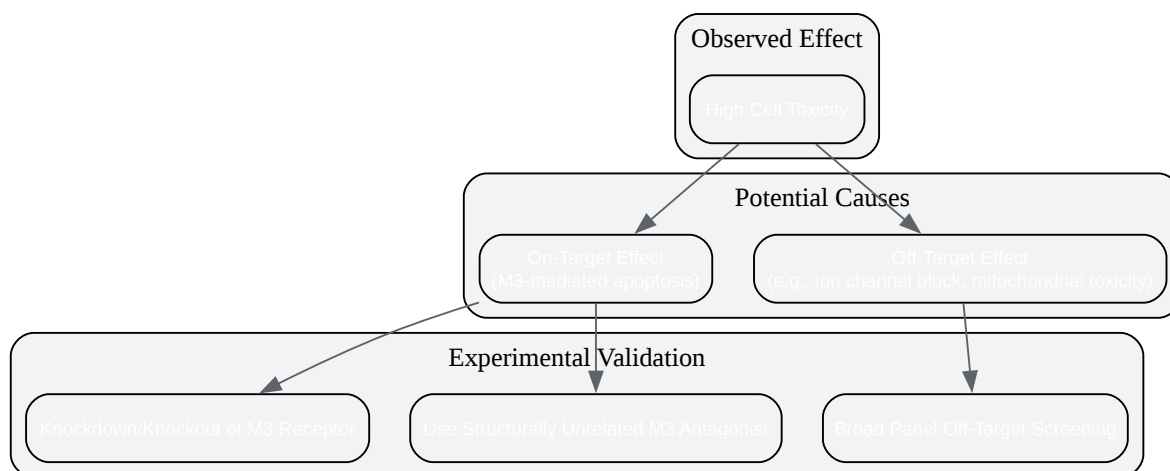 Observed Effect
High Cell Toxicity
Potential Causes
On-Target Effect
(M3-mediated apoptosis)
Off-Target Effect
(e.g., ion channel block, mitochondrial toxicity)
Experimental Validation
Knockdown/Knockout of M3 Receptor
Use Structurally Unrelated M3 Antagonist
Broad Panel Off-Target Screening